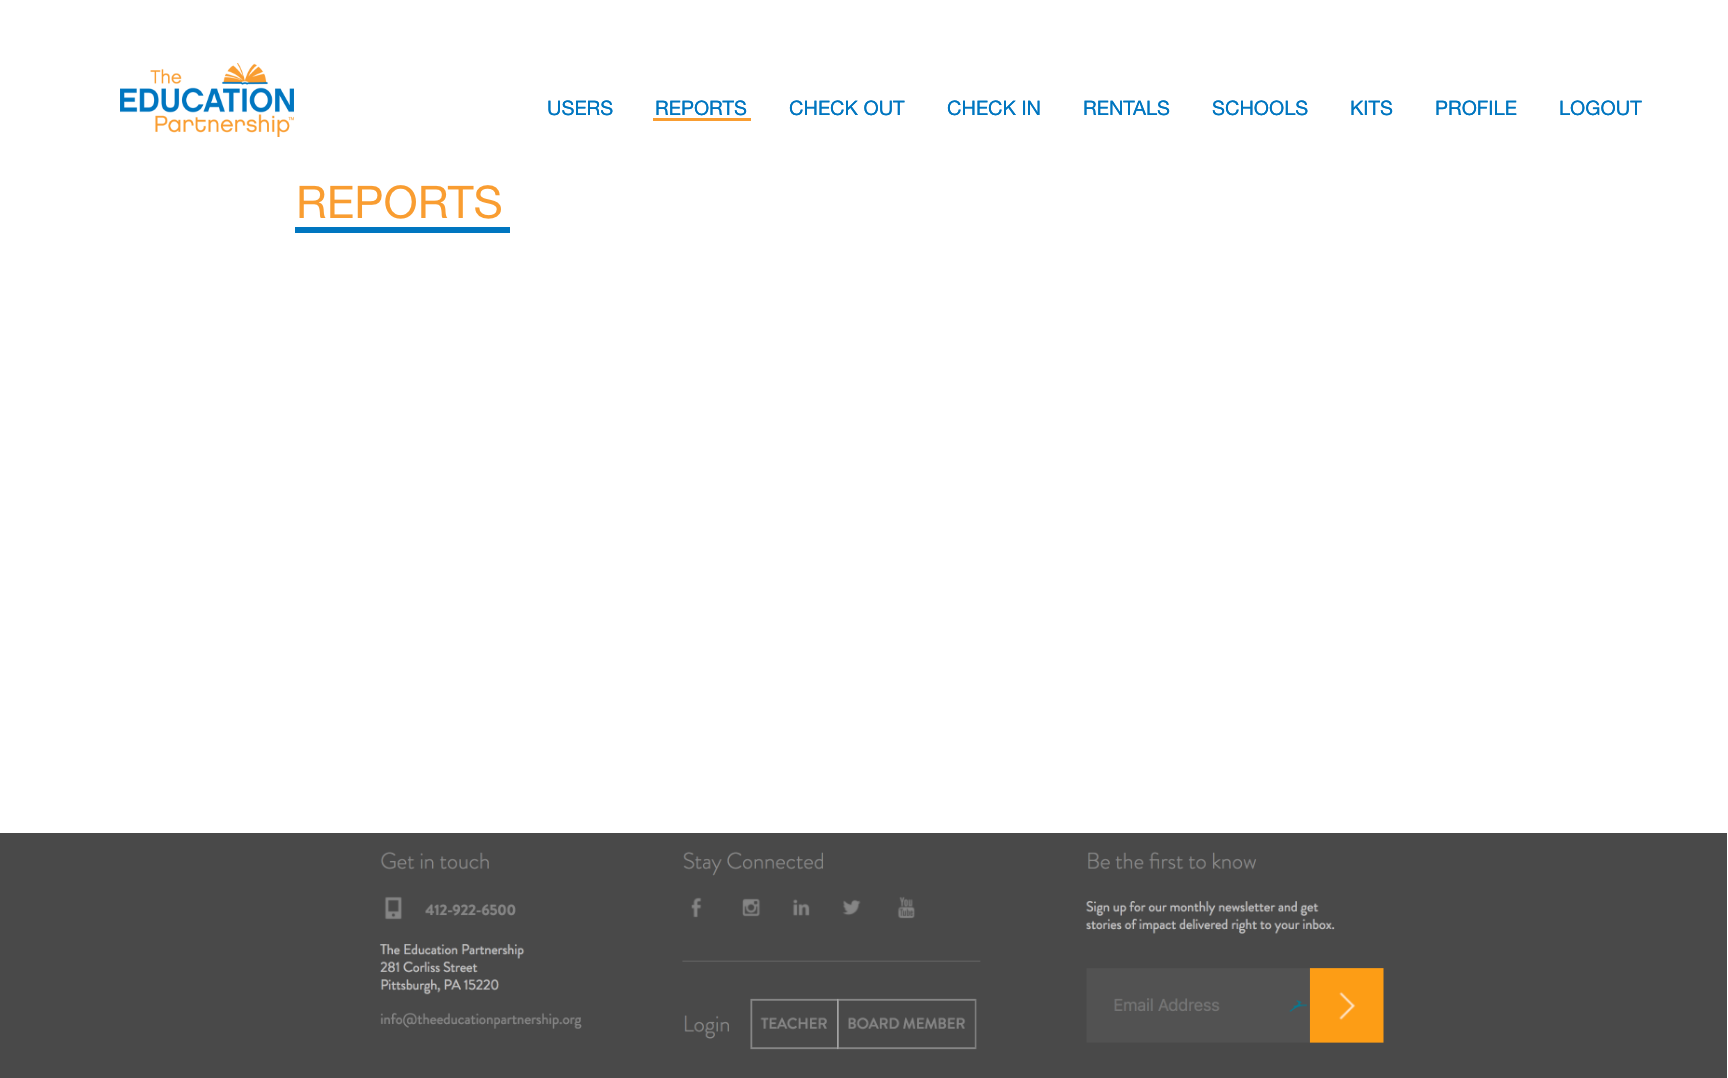 The
EDUCATION
Partnership™
USERS REPORTS CHECK OUT CHECK IN RENTALS SCHOOLS KITS PROFILE LOGOUT
REPORTS
Get in touch
412-922-6500
The Education Partnership
281 Corliss Street
Pittsburgh, PA 15220
info@theeducationpartnership.org
Stay Connected
You
Tube
Login TEACHER BOARD MEMBER
Be the first to know
Sign up for our monthly newsletter and get
stories of impact delivered right to your inbox.
Email Address